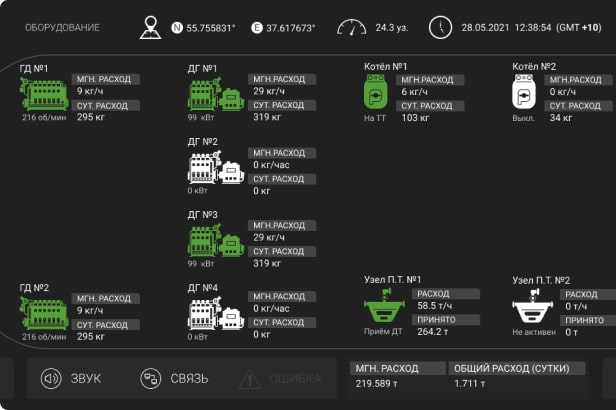 ОБОРУДОВАНИЕ
N 55.755831°
E 37.617673°
24.3 уз.
28.05.2021 12:38:54 (GMT +10)
ГД №1
МГН. РАСХОД
9 кг/ч
СУТ. РАСХОД
295 кг
216 об/мин
ДГ №1
МГН.РАСХОД
29 кг/ч
СУТ. РАСХОД
319 кг
99 кВт
Котёл №1
МГН.РАСХОД
6 кг/ч
СУТ. РАСХОД
103 кг
На ТТ
Котёл №2
МГН.РАСХОД
0 кг/ч
СУТ. РАСХОД
34 кг
Выкл.
ДГ №2
МГН.РАСХОД
0 кг/час
СУТ. РАСХОД
0 кг
0 кВт
ДГ №3
МГН.РАСХОД
29 кг/ч
СУТ. РАСХОД
319 кг
99 кВт
ГД №2
МГН. РАСХОД
9 кг/ч
СУТ. РАСХОД
295 кг
216 об/мин
ДГ №4
МГН.РАСХОД
0 кг/час
СУТ. РАСХОД
0 кг
0 кВт
Узел П.Т. №1
РАСХОД
58.5 т/ч
ПРИНЯТО
264.2 т
Приём ДТ
Узел П.Т. №2
РАСХОД
0 т/ч
ПРИНЯТО
0 т
Не активен
ЗВУК
СВЯЗЬ
ОШИБКА
МГН. РАСХОД
219.589 т
ОБЩИЙ РАСХОД (СУТКИ)
1.711 т